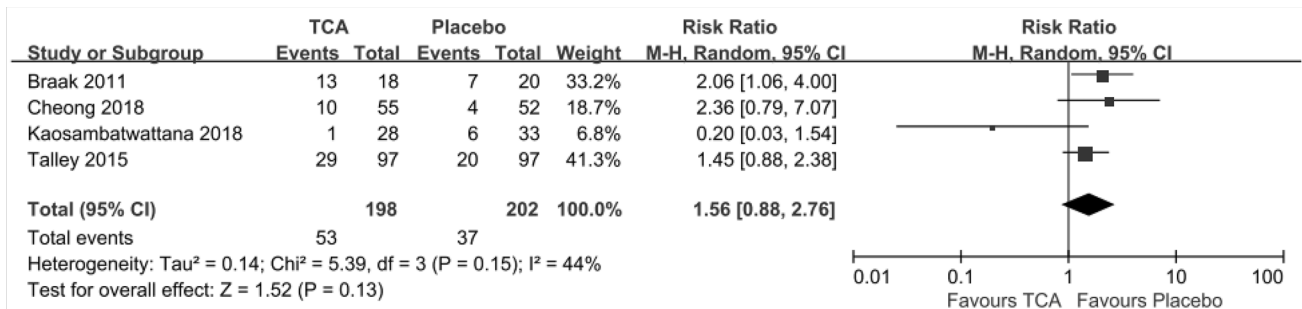 TCA Placebo Risk Ratio Risk Ratio
Study or Subgroup Events Total Events Total Weight M-H, Random, 95% CI M-H, Random, 95% CI
Braak 2011 13 18 7 20 33.2% 2.06 [1.06, 4.00]
Cheong 2018 10 55 4 52 18.7% 2.36 [0.79, 7.07]
Kaosambatwattana 2018 1 28 6 33 6.8% 0.20 [0.03, 1.54]
Talley 2015 29 97 20 97 41.3% 1.45 [0.88, 2.38]
Total (95% CI) 198 202 100.0% 1.56 [0.88, 2.76]
Total events 53 37
Heterogeneity: Tau² = 0.14; Chi² = 5.39, df = 3 (P = 0.15); I² = 44%
Test for overall effect: Z = 1.52 (P = 0.13)
0.01 0.1 1 10 100
Favours TCA Favours Placebo